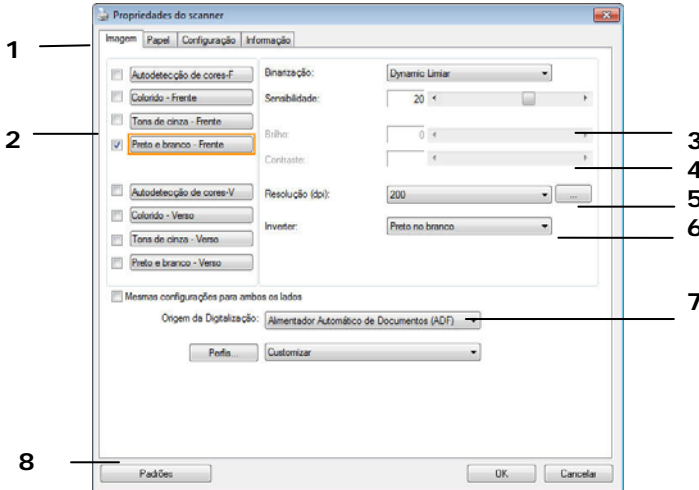 Propriedades do scanner
1
Imagem Papel Configuração Informação
Autodetecção de cores-F
Colorido - Frente
Tons de cinza - Frente
2
Preto e branco - Frente
Autodetecção de cores-V
Colorido - Verso
Tons de cinza - Verso
Preto e branco - Verso
Binarização: Dynamic Limiar
Sensibilidade: 20
Brilho: 0
3
Contraste:
4
Resolução (dpi): 200 ...
5
Inverter: Preto no branco
6
Mesmas configurações para ambos os lados
7
Origem da Digitalização: Alimentador Automático de Documentos (ADF)
Perfis... Customizar
8
Padrões OK Cancelar